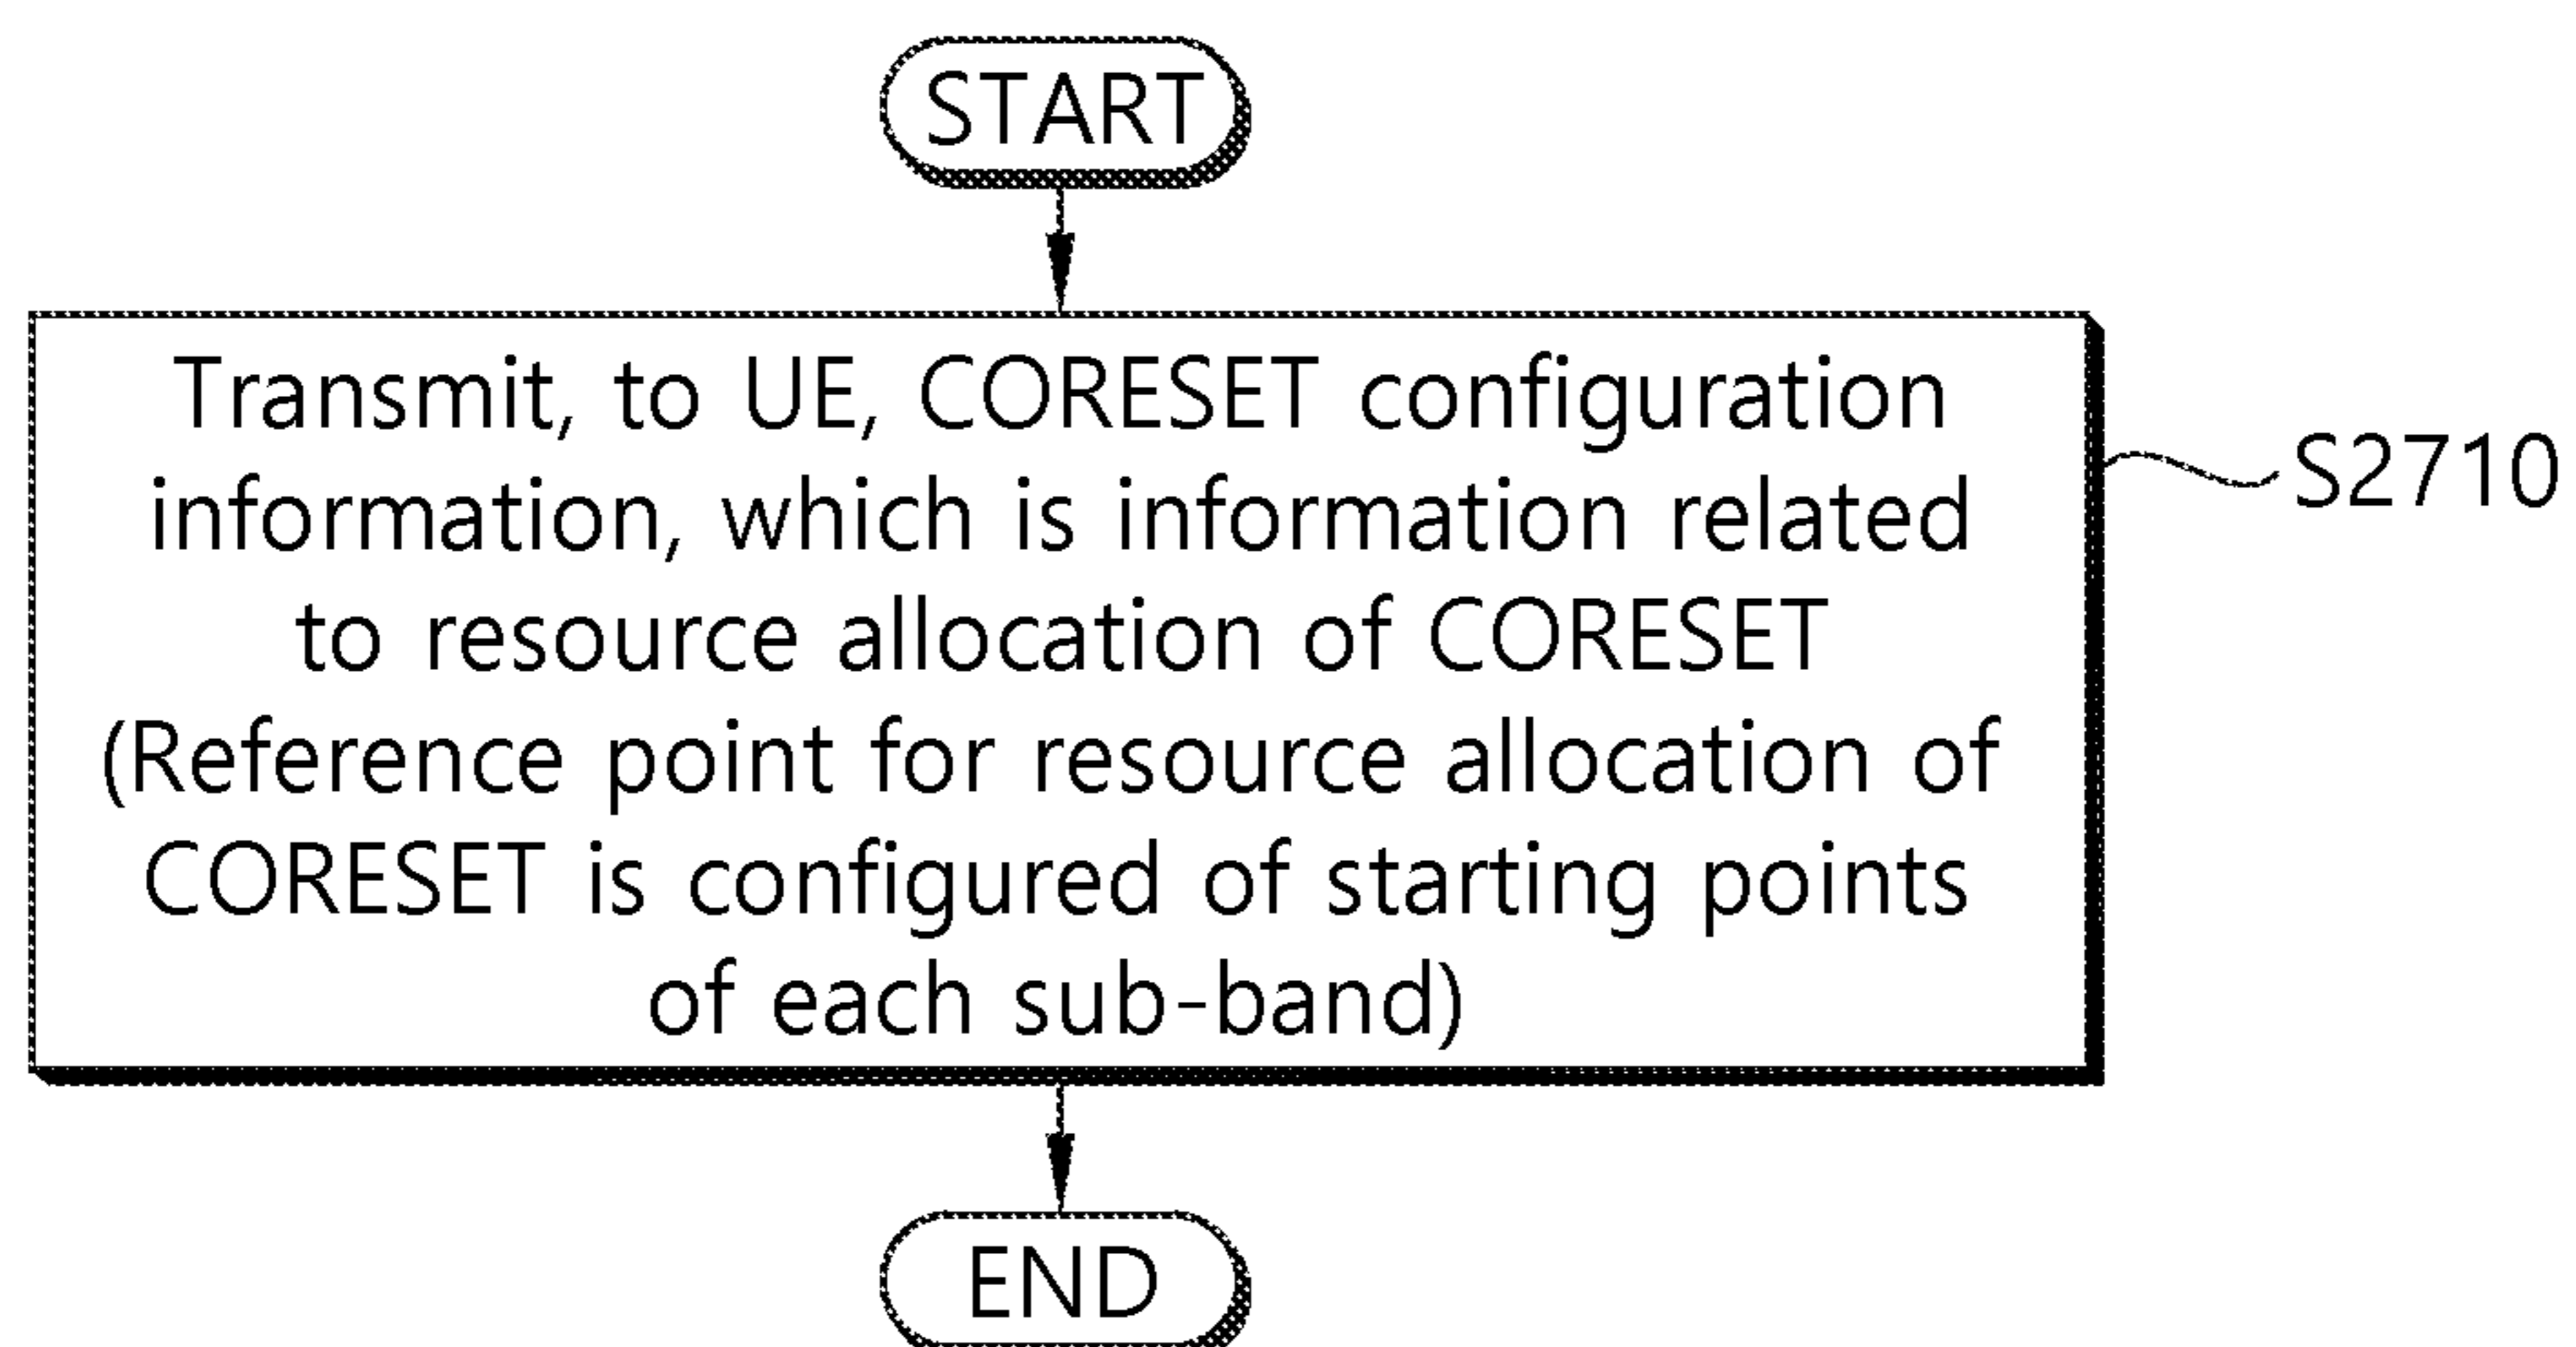 START
Transmit, to UE, CORESET configuration
information, which is information related
to resource allocation of CORESET
(Reference point for resource allocation of
CORESET is configured of starting points
of each sub-band)
S2710
END